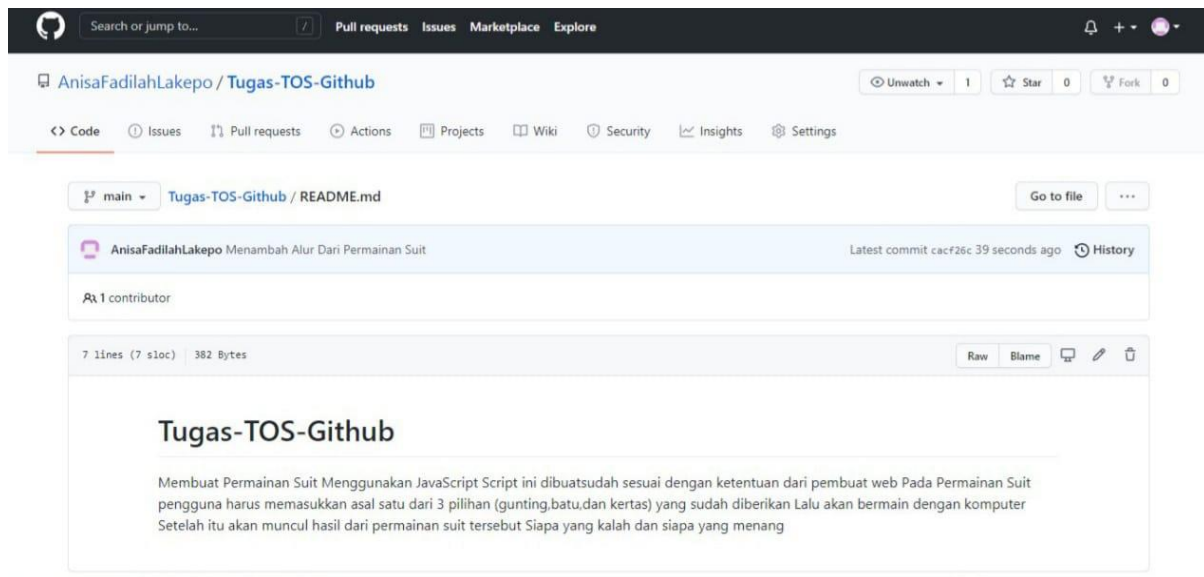 Search or jump to... / Pull requests Issues Marketplace Explore
AnisaFadilahLakepo / Tugas-TOS-Github Unwatch 1 Star 0 Fork 0
<> Code Issues Pull requests Actions Projects Wiki Security Insights Settings
main Tugas-TOS-Github / README.md Go to file ...
AnisaFadilahLakepo Menambah Alur Dari Permainan Suit Latest commit cacf26c 39 seconds ago History
1 contributor
7 lines (7 sloc) 382 Bytes Raw Blame
Tugas-TOS-Github
Membuat Permainan Suit Menggunakan JavaScript Script ini dibuatsudah sesuai dengan ketentuan dari pembuat web Pada Permainan Suit
pengguna harus memasukkan asal satu dari 3 pilihan (gunting,batu,dan kertas) yang sudah diberikan Lalu akan bermain dengan komputer
Setelah itu akan muncul hasil dari permainan suit tersebut Siapa yang kalah dan siapa yang menang